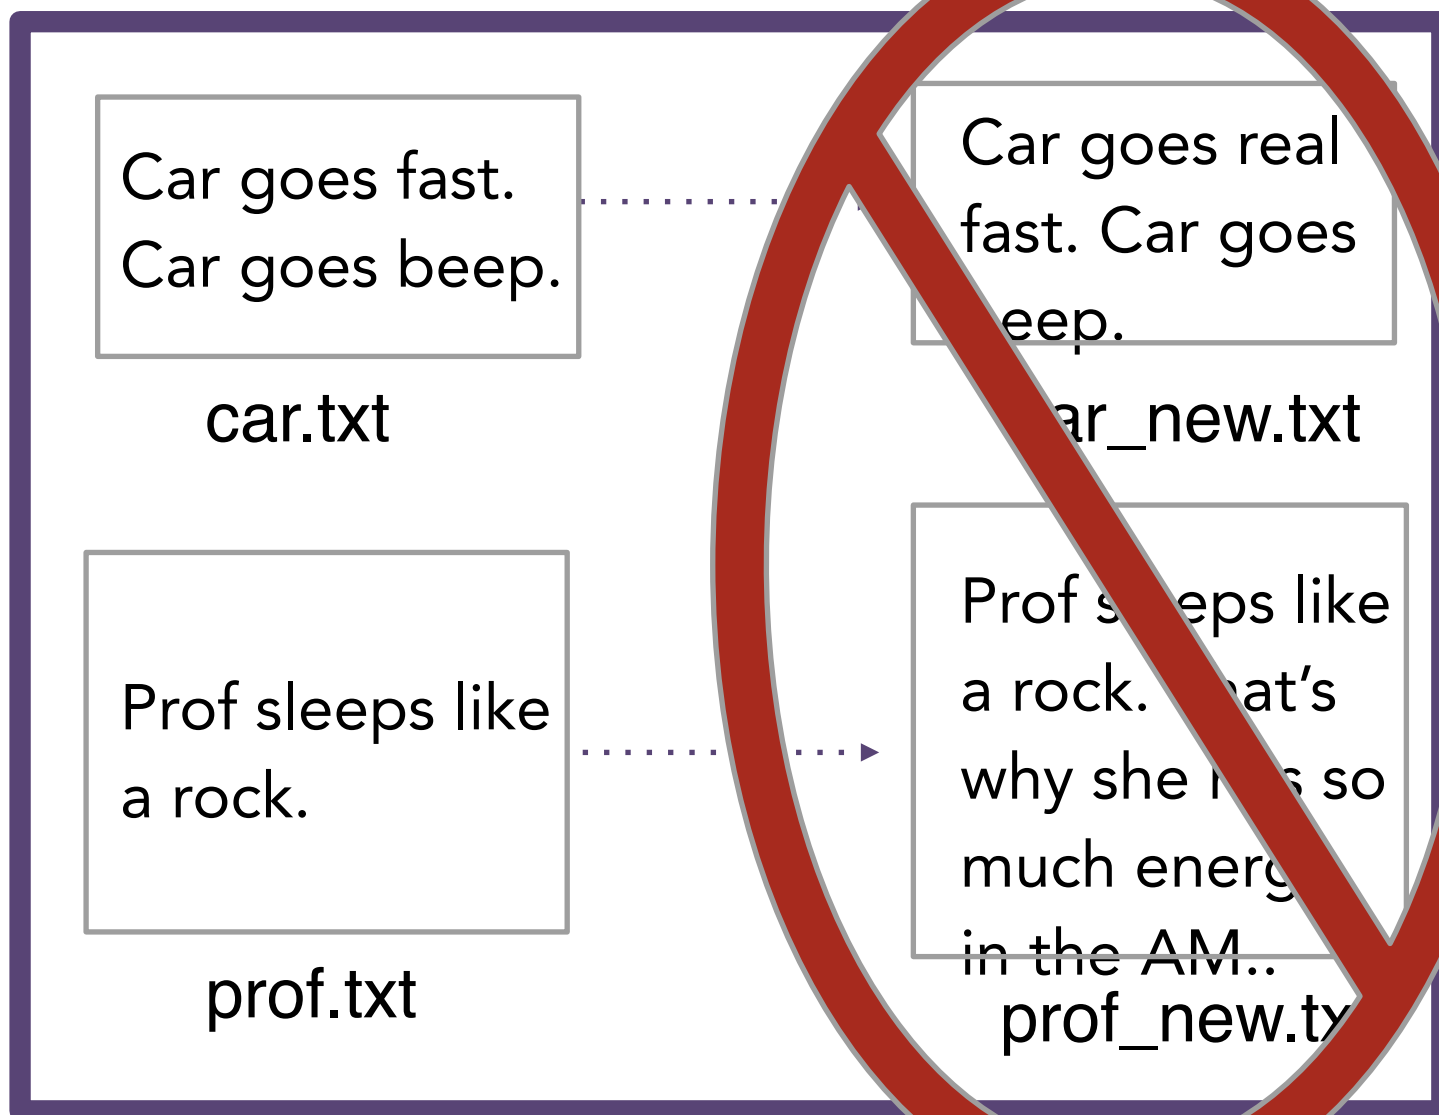 Car goes fast.
Car goes beep.
car.txt
Car goes real
fast. Car goes
eep.
ar_new.txt
Prof sleeps like
a rock.
prof.txt
Prof eps like
a rock. at's
why she so
much energ
in the AM..
prof_new.tx